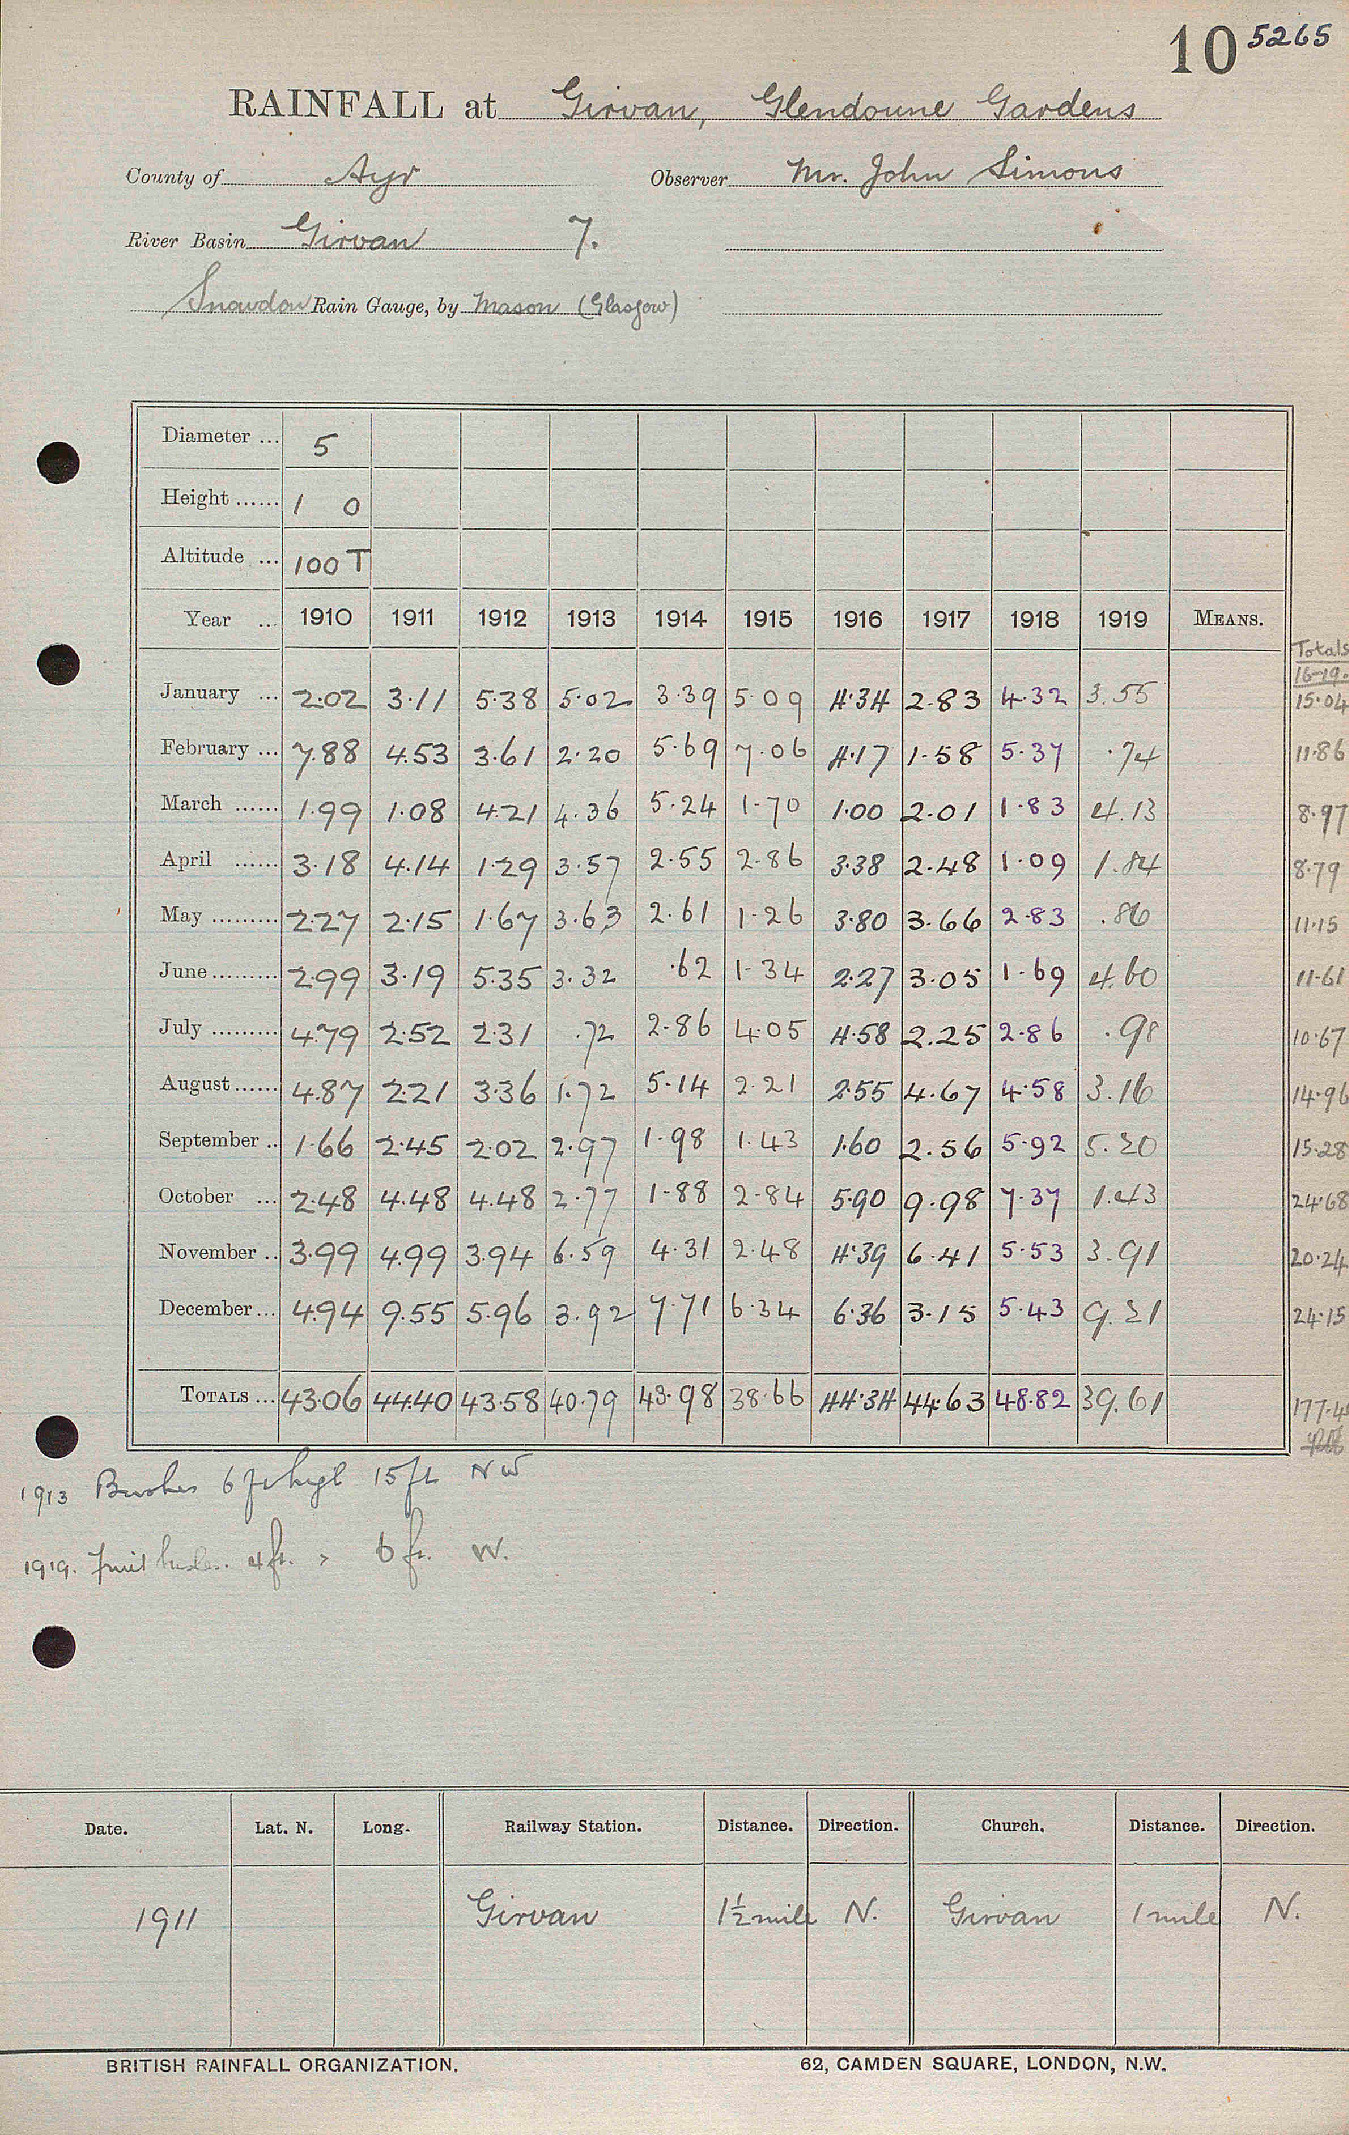 10 5265
RAINFALL at Girvan, Glendoune Gardens
County of Ayr Observer Mr. John Simons
River Basin Girvan 7.
Snowdon Rain Gauge, by Mason (Glasgow)
Diameter ... 5
Height ...... 1 0
Altitude ... 100 T
Year ... 1910 1911 1912 1913 1914 1915 1916 1917 1918 1919 MEANS.
Totals
16-19.
January ... 2.02 3.11 5.38 5.02 3.39 5.09 4.34 2.83 4.32 3.55 15.04
February ... 7.88 4.53 3.61 2.20 5.69 7.06 4.17 1.58 5.37 .74 11.86
March ...... 1.99 1.08 4.21 4.36 5.24 1.70 1.00 2.01 1.83 4.13 8.97
April ...... 3.18 4.14 1.29 3.57 2.55 2.86 3.38 2.48 1.09 1.84 8.79
May ......... 2.27 2.15 1.67 3.63 2.61 1.26 3.80 3.66 2.83 .86 11.15
June ......... 2.99 3.19 5.35 3.32 .62 1.34 2.27 3.05 1.69 4.60 11.61
July ......... 4.79 2.52 2.31 .72 2.86 4.05 4.58 2.25 2.86 .98 10.67
August ...... 4.87 2.21 3.36 1.72 5.14 2.21 2.55 4.67 4.58 3.16 14.96
September .. 1.66 2.45 2.02 2.97 1.98 1.43 1.60 2.56 5.92 5.20 15.28
October ... 2.48 4.48 4.48 2.77 1.88 2.84 5.90 9.98 7.37 1.43 24.68
November .. 3.99 4.99 3.94 6.59 4.31 2.48 4.39 6.41 5.53 3.91 20.24
December ... 4.94 9.55 5.96 3.92 7.71 6.34 6.36 3.15 5.43 9.21 24.15
TOTALS ... 43.06 44.40 43.58 40.79 43.98 38.66 44.34 44.63 48.82 39.61 177.4
1913 Bushes 6 ft high 15 ft NW
1919. Fruit 4 ft. 6 ft. W.
Date. Lat. N. Long. Railway Station. Distance. Direction. Church. Distance. Direction.
1911 Girvan 1½ mile N. Girvan 1 mile N.
BRITISH RAINFALL ORGANIZATION. 62, CAMDEN SQUARE, LONDON, N.W.